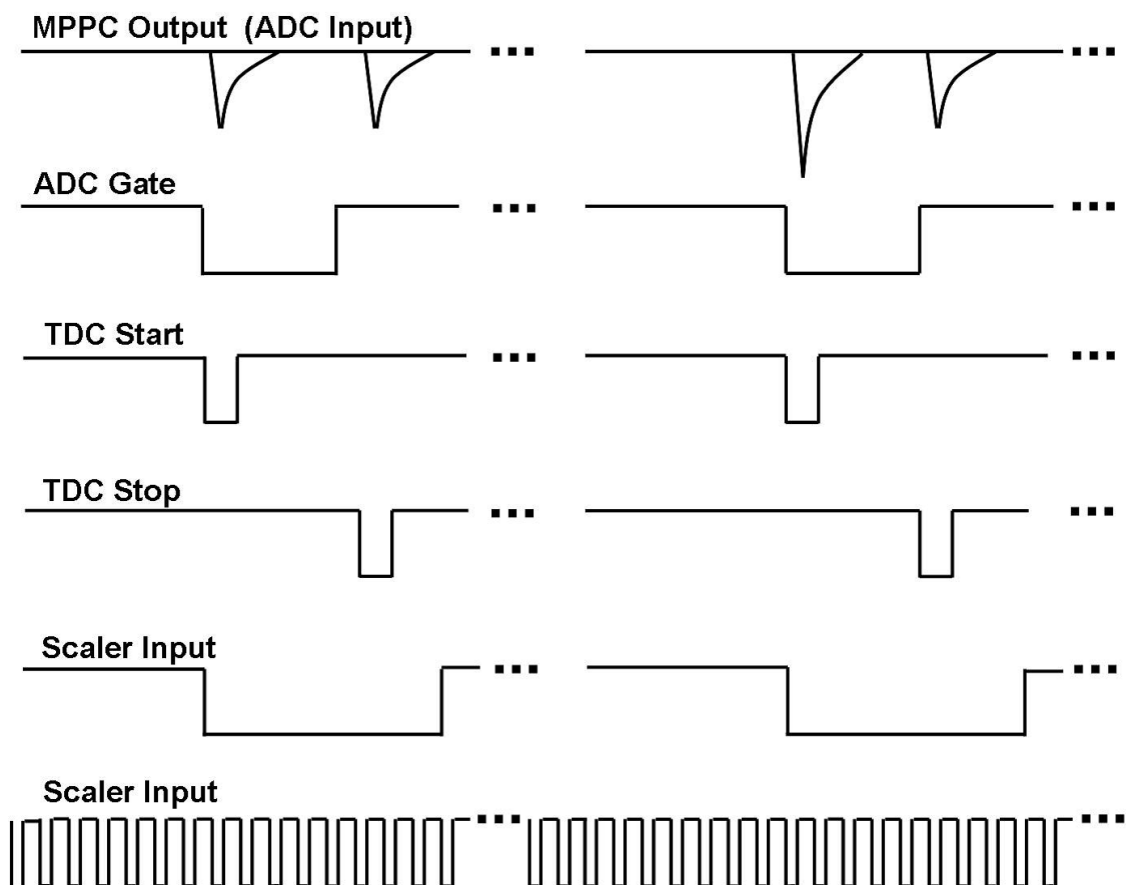 MPPC Output (ADC Input)
ADC Gate
TDC Start
TDC Stop
Scaler Input
Scaler Input